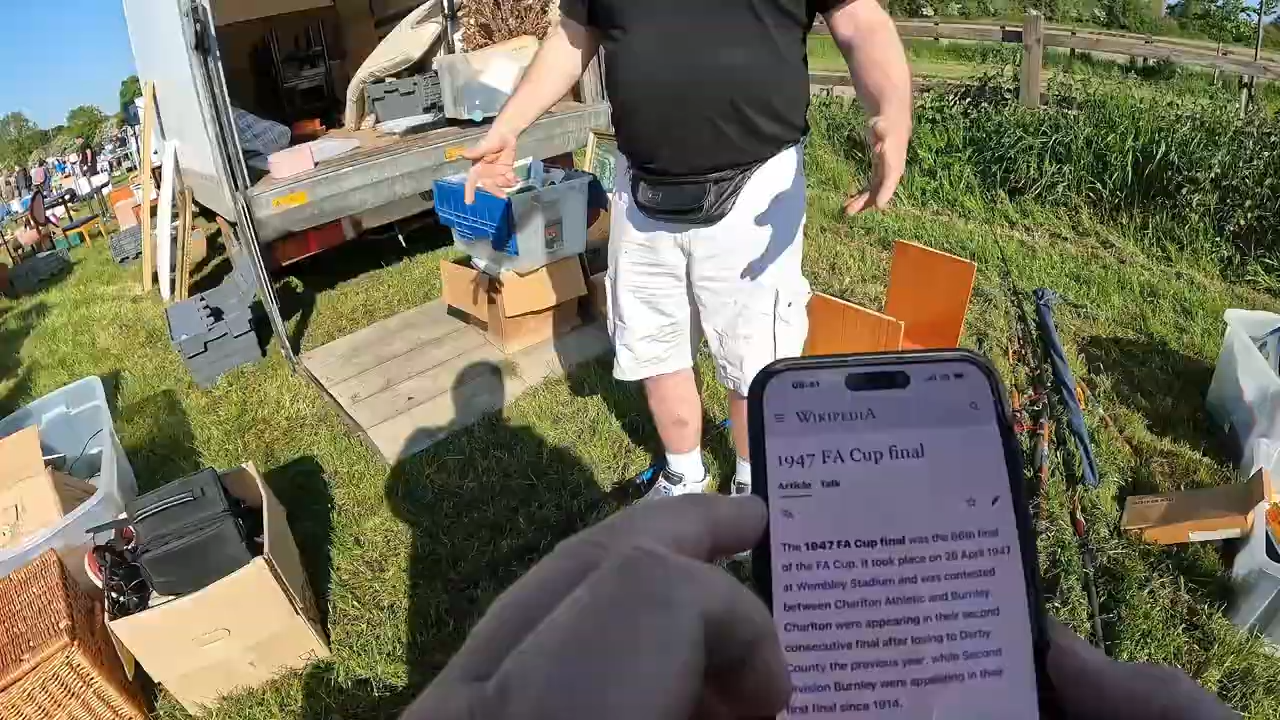 08:41
WIKIPEDIA
1947 FA Cup final
Article Talk
The 1947 FA Cup final was the 66th final
of the FA Cup. It took place on 26 April 1947
at Wembley Stadium and was contested
between Charlton Athletic and Burnley.
Charlton were appearing in their second
consecutive final after losing to Derby
County the previous year, while Second
Division Burnley were appearing in their
first final since 1914.